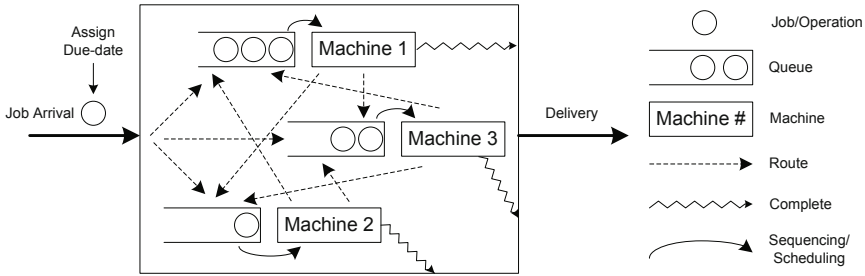 Assign
Due-date
Job Arrival
Machine 1
Machine 3
Machine 2
Delivery
Job/Operation
Queue
Machine #
Machine
Route
Complete
Sequencing/
Scheduling